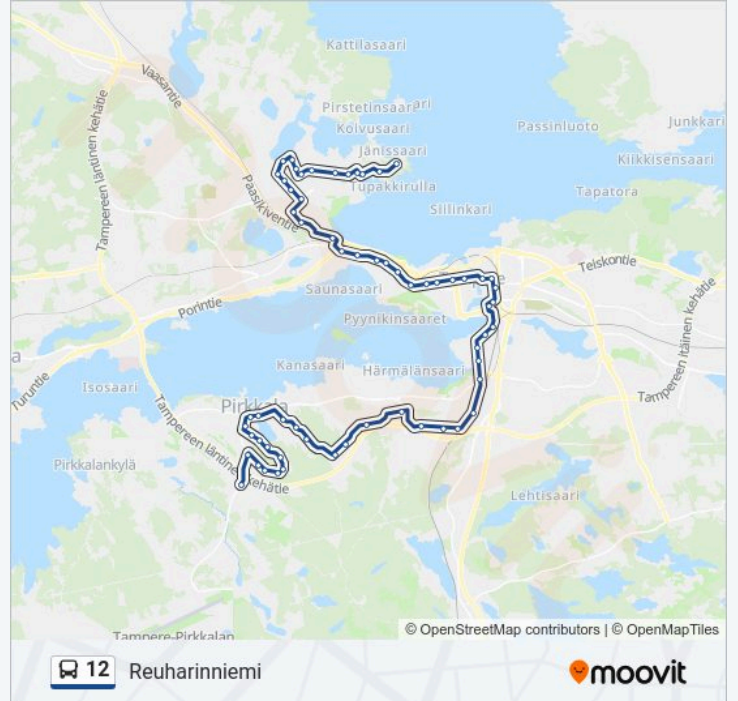 Kattilasaari
Vaasantie
Pirstetinsaari
ari
Koivusaari
Passinluoto
Junkkari
Jänissaari
Kiikkisensaari
Tampereen läntinen kehätie
Tupakkirulla
Tapatora
Paasikiventie
Siilinkari
Teiskontie
Saunasaari
Porintie
Pyynikinsaaret
Tampereen itäinen kehätie
a
Kanasaari
Härmälänsaari
Isosaari
Turuntie
Pirkkala
Tampereen läntinen kehätie
Pirkkalankylä
Lehtisaari
Tampere-Pirkkalan
© OpenStreetMap contributors | © OpenMapTiles
12 Reuharinniemi
moovit